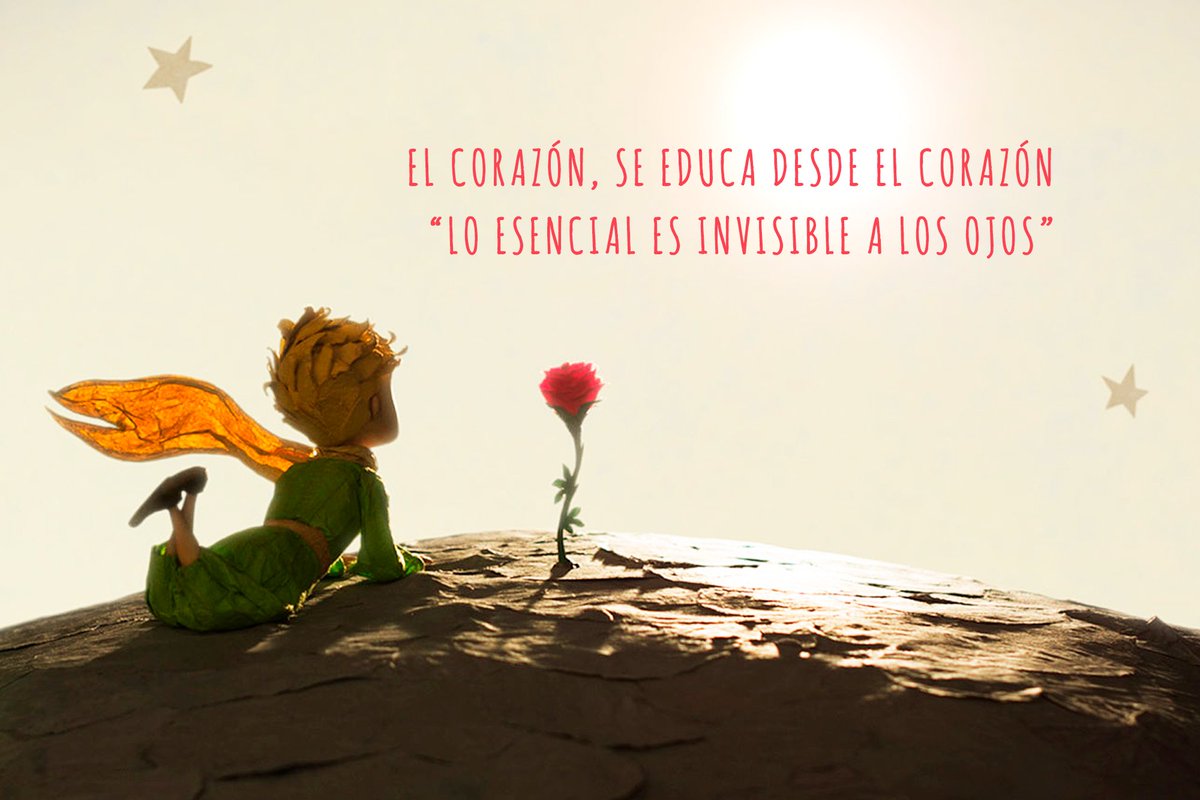 EL CORAZÓN, SE EDUCA DESDE EL CORAZÓN
“LO ESENCIAL ES INVISIBLE A LOS OJOS”